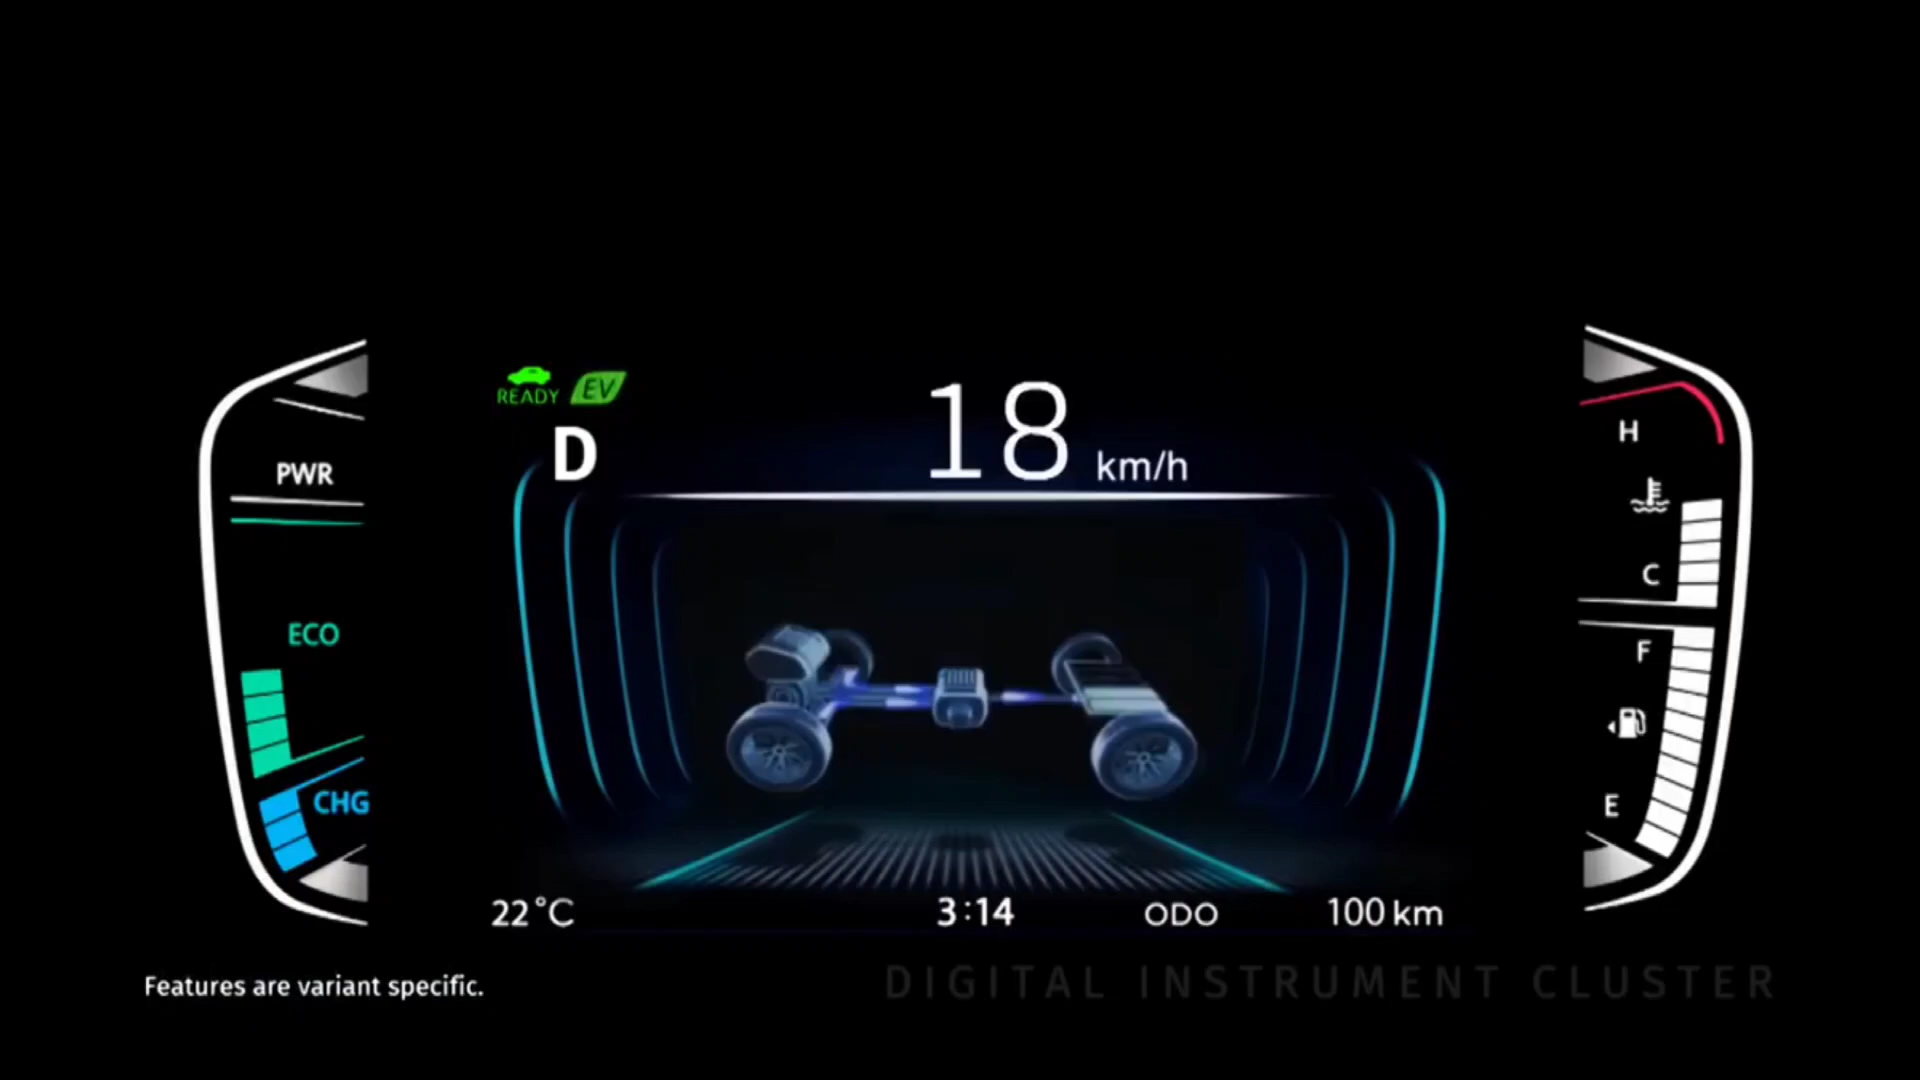 READY EV
18 km/h
D
PWR
ECO
CHG
H
C
F
E
22°C 3:14 ODO 100 km
Features are variant specific.
DIGITAL INSTRUMENT CLUSTER